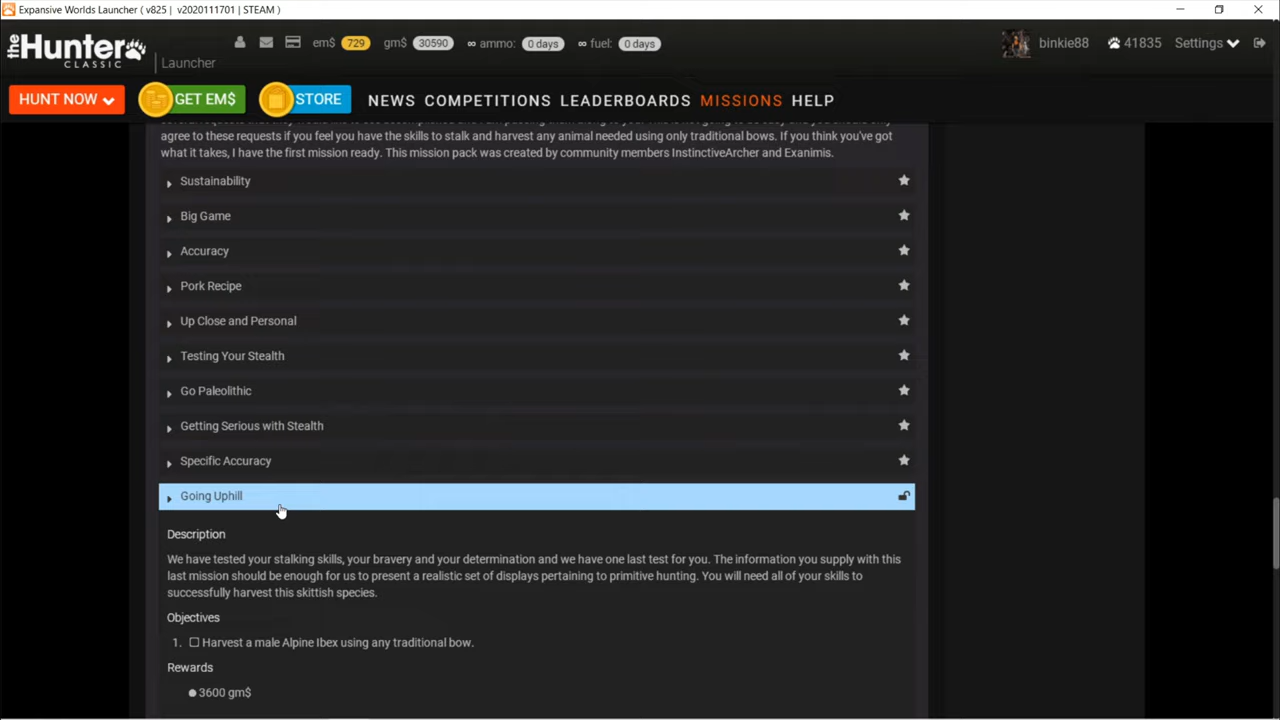 Expansive Worlds Launcher ( v825 | v2020111701 | STEAM )
theHunter CLASSIC
Launcher
em$ 729 gm$ 30590 ∞ ammo: 0 days ∞ fuel: 0 days
binkie88 41835 Settings
HUNT NOW GET EM$ STORE NEWS COMPETITIONS LEADERBOARDS MISSIONS HELP
agree to these requests if you feel you have the skills to stalk and harvest any animal needed using only traditional bows. If you think you've got
what it takes, I have the first mission ready. This mission pack was created by community members InstinctiveArcher and Exanimis.
Sustainability
Big Game
Accuracy
Pork Recipe
Up Close and Personal
Testing Your Stealth
Go Paleolithic
Getting Serious with Stealth
Specific Accuracy
Going Uphill
Description
We have tested your stalking skills, your bravery and your determination and we have one last test for you. The information you supply with this
last mission should be enough for us to present a realistic set of displays pertaining to primitive hunting. You will need all of your skills to
successfully harvest this skittish species.
Objectives
1. Harvest a male Alpine Ibex using any traditional bow.
Rewards
3600 gm$